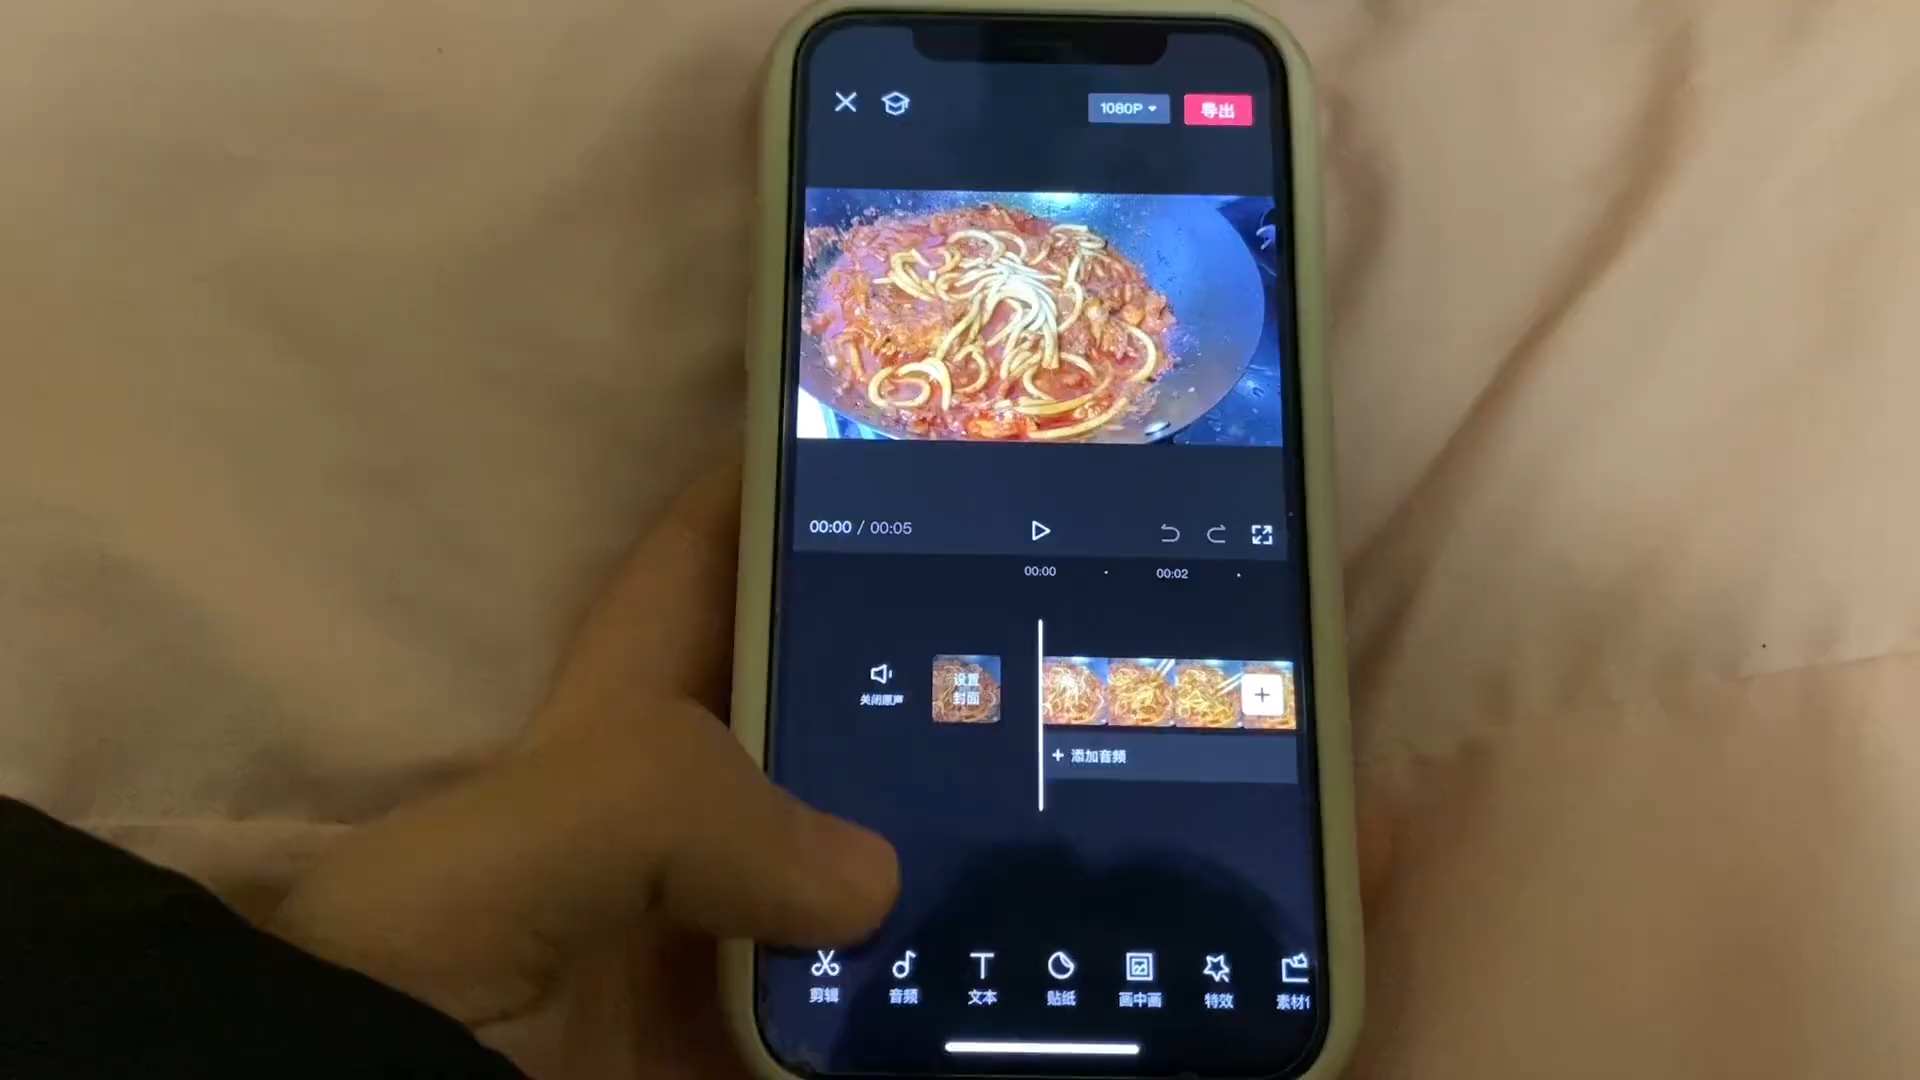 1080P
导出
00:00 / 00:05
00:00
00:02
关闭原声
设置
封面
+ 添加音频
剪辑
音频
文本
贴纸
画中画
特效
素材